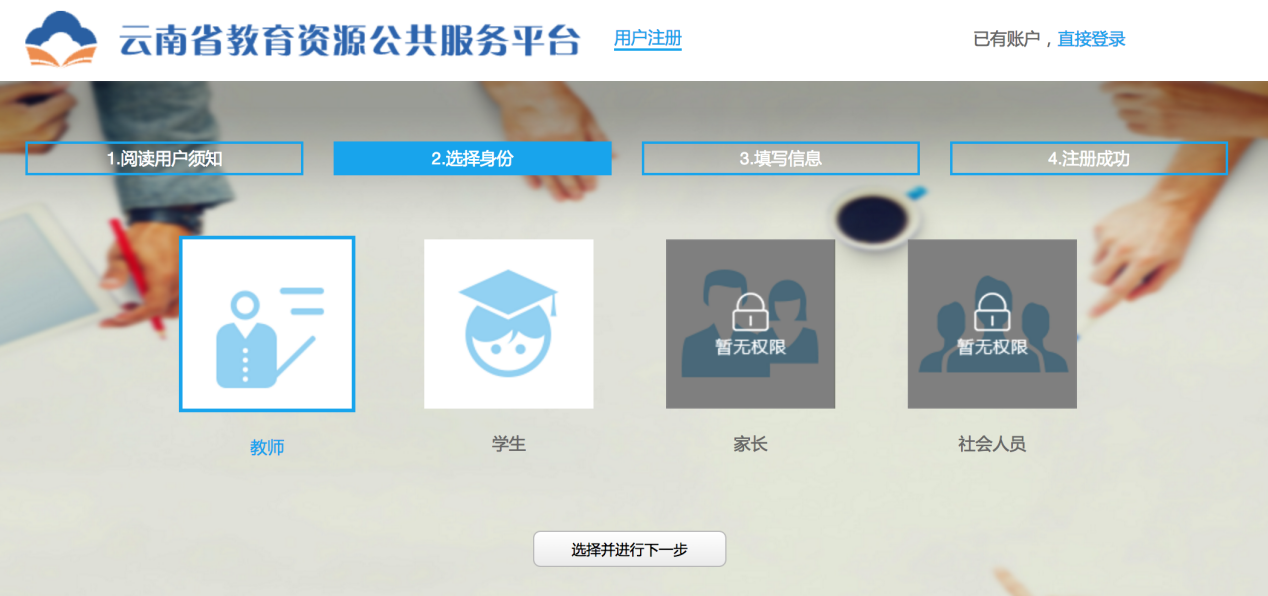 云南省教育资源公共服务平台
用户注册
已有账户，直接登录
1.阅读用户须知
2.选择身份
3.填写信息
4.注册成功
暂无权限
暂无权限
教师
学生
家长
社会人员
选择并进行下一步